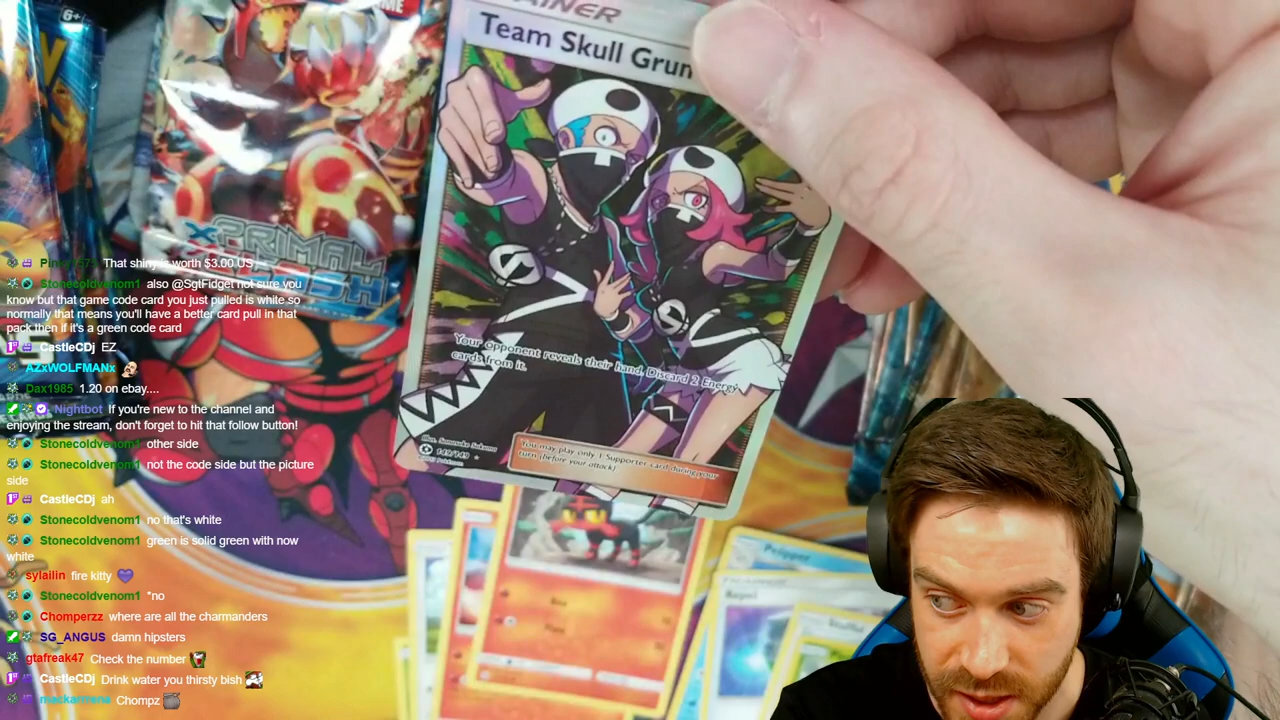 TRAINER
Team Skull Grun
Your opponent reveals their hand. Discard 2 Energy
cards from it.
You may play only 1 Supporter card during your
turn (before your attack).
149/149
6+
PRIMAL
Pelipper
That shiny is worth $3.00 US
Stonecoldvenom1 also @SgtFidget not sure you
know but that game code card you just pulled is white so
normally that means you'll have a better card pull in that
pack then if it's a green code card
CastleCDj EZ
AZxWOLFMANx
Dax1985 1.20 on ebay....
Nightbot If you're new to the channel and
enjoying the stream, don't forget to hit that follow button!
Stonecoldvenom1 other side
Stonecoldvenom1 not the code side but the picture
side
CastleCDj ah
Stonecoldvenom1 no that's white
Stonecoldvenom1 green is solid green with now
white
sylailin fire kitty
Stonecoldvenom1 *no
Chomperzz where are all the charmanders
SG_ANGUS damn hipsters
gtafreak47 Check the number
CastleCDj Drink water you thirsty bish
Chompz